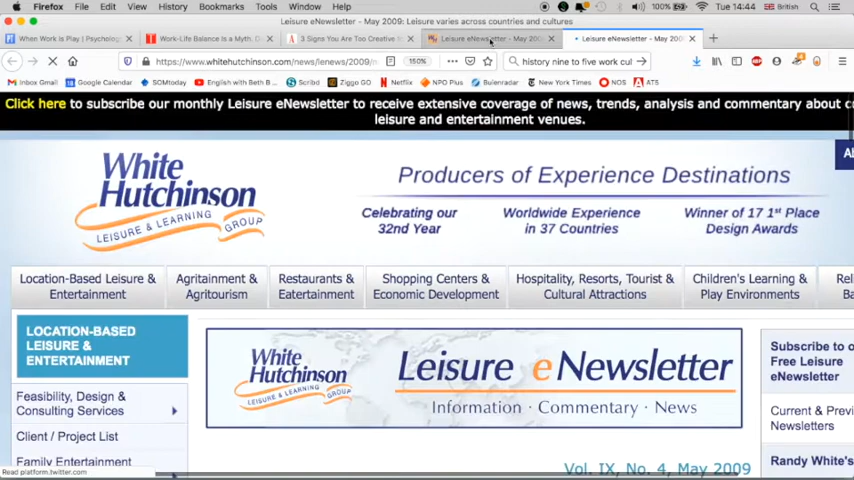 Firefox File Edit View History Bookmarks Tools Window Help 100% British Tue 14:44
Leisure eNewsletter - May 2009: Leisure varies across countries and cultures
When Work Is Play | Psycholog Work-Life Balance Is a Myth. D 3 Signs You Are Too Creative to Leisure eNewsletter - May 200 Leisure eNewsletter - May 200
https://www.whitehutchinson.com/news/lenews/2009/m 150% history nine to five work cul
Inbox - Gmail Google Calendar SOMtoday English with Beth B ... Scribd Ziggo GO Netflix NPO Plus Buienradar New York Times NOS AT5
Click here to subscribe our monthly Leisure eNewsletter to receive extensive coverage of news, trends, analysis and commentary about co
leisure and entertainment venues.
Ab
White
Hutchinson
LEISURE & LEARNING GROUP
Producers of Experience Destinations
Celebrating our
32nd Year
Worldwide Experience
in 37 Countries
Winner of 17 1st Place
Design Awards
Location-Based Leisure &
Entertainment
Agritainment &
Agritourism
Restaurants &
Eatertainment
Shopping Centers &
Economic Development
Hospitality, Resorts, Tourist &
Cultural Attractions
Children's Learning &
Play Environments
Rel
Ba
LOCATION-BASED
LEISURE &
ENTERTAINMENT
Feasibility, Design &
Consulting Services
Client / Project List
Family Entertainment
White
Hutchinson
LEISURE & LEARNING GROUP
Leisure eNewsletter
Information · Commentary · News
Vol. IX, No. 4, May 2009
Subscribe to o
Free Leisure
eNewsletter
Current & Previ
Newsletters
Randy White's
Read platform.twitter.com